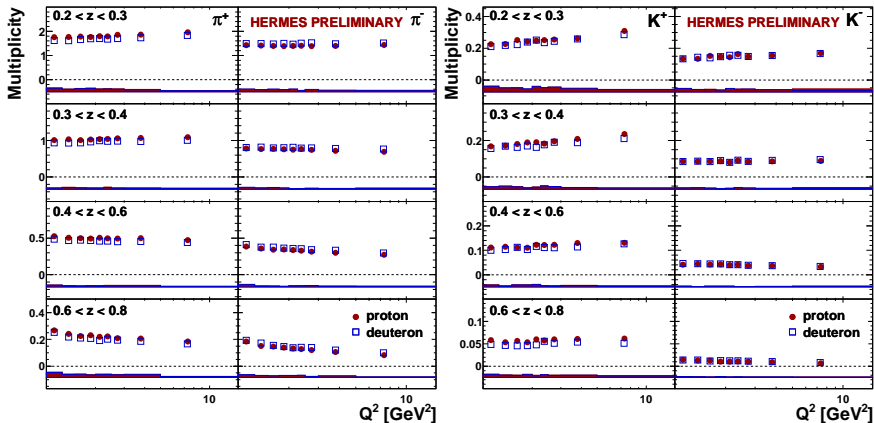 Multiplicity
0.2 < z < 0.3
π+
HERMES PRELIMINARY
π-
2
1
0
0.3 < z < 0.4
1
0
0.4 < z < 0.6
0.5
0
0.6 < z < 0.8
proton
deuteron
0.4
0.2
0
10
10
Q2 [GeV2]
Multiplicity
0.2 < z < 0.3
K+
HERMES PRELIMINARY
K-
0.4
0.2
0
0.3 < z < 0.4
0.2
0
0.4 < z < 0.6
0.2
0.1
0
0.6 < z < 0.8
proton
deuteron
0.1
0.05
0
10
10
Q2 [GeV2]